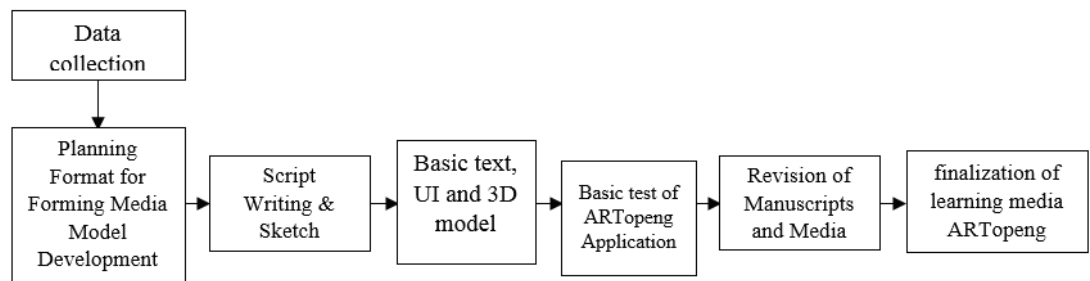 Data
collection
Planning
Format for
Forming Media
Model
Development
Script
Writing &
Sketch
Basic text,
UI and 3D
model
Basic test of
ARTopeng
Application
Revision of
Manuscripts
and Media
finalization of
learning media
ARTopeng